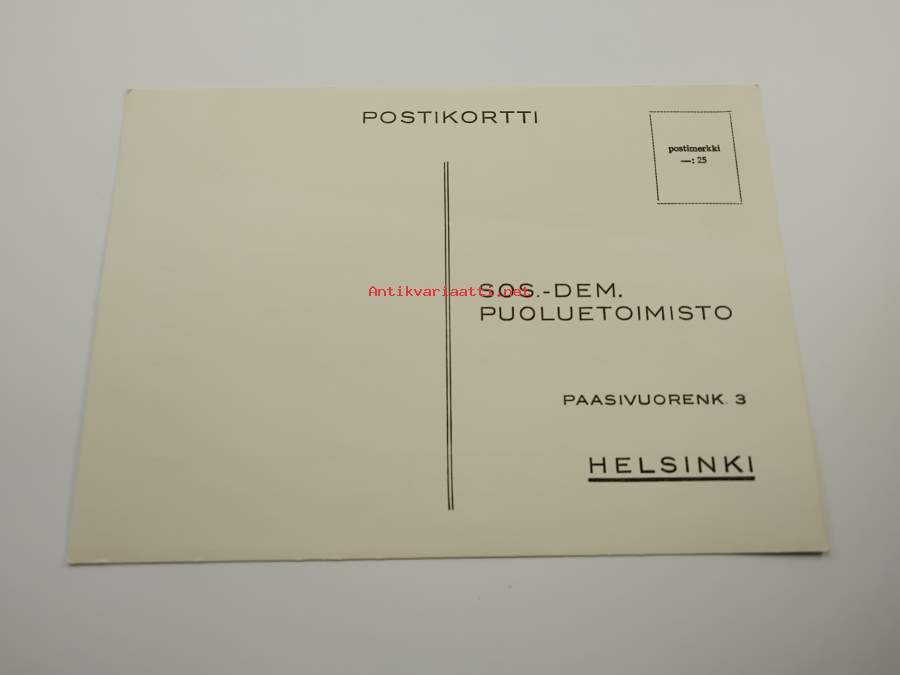 POSTIKORTTI
postimerkki
—: 25
Antikvariaatti.net
SOS.-DEM.
PUOLUETOIMISTO
PAASIVUORENK. 3
HELSINKI